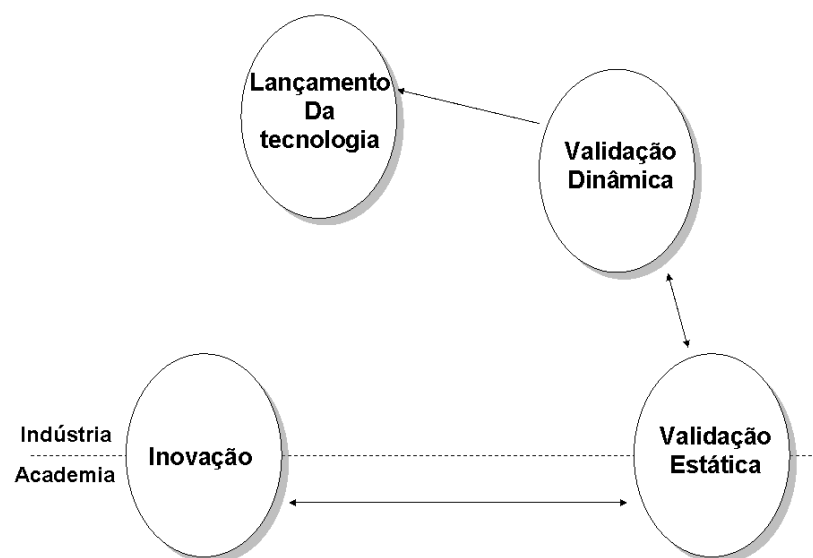 Lançamento
Da
tecnologia
Validação
Dinâmica
Indústria
Academia
Inovação
Validação
Estática